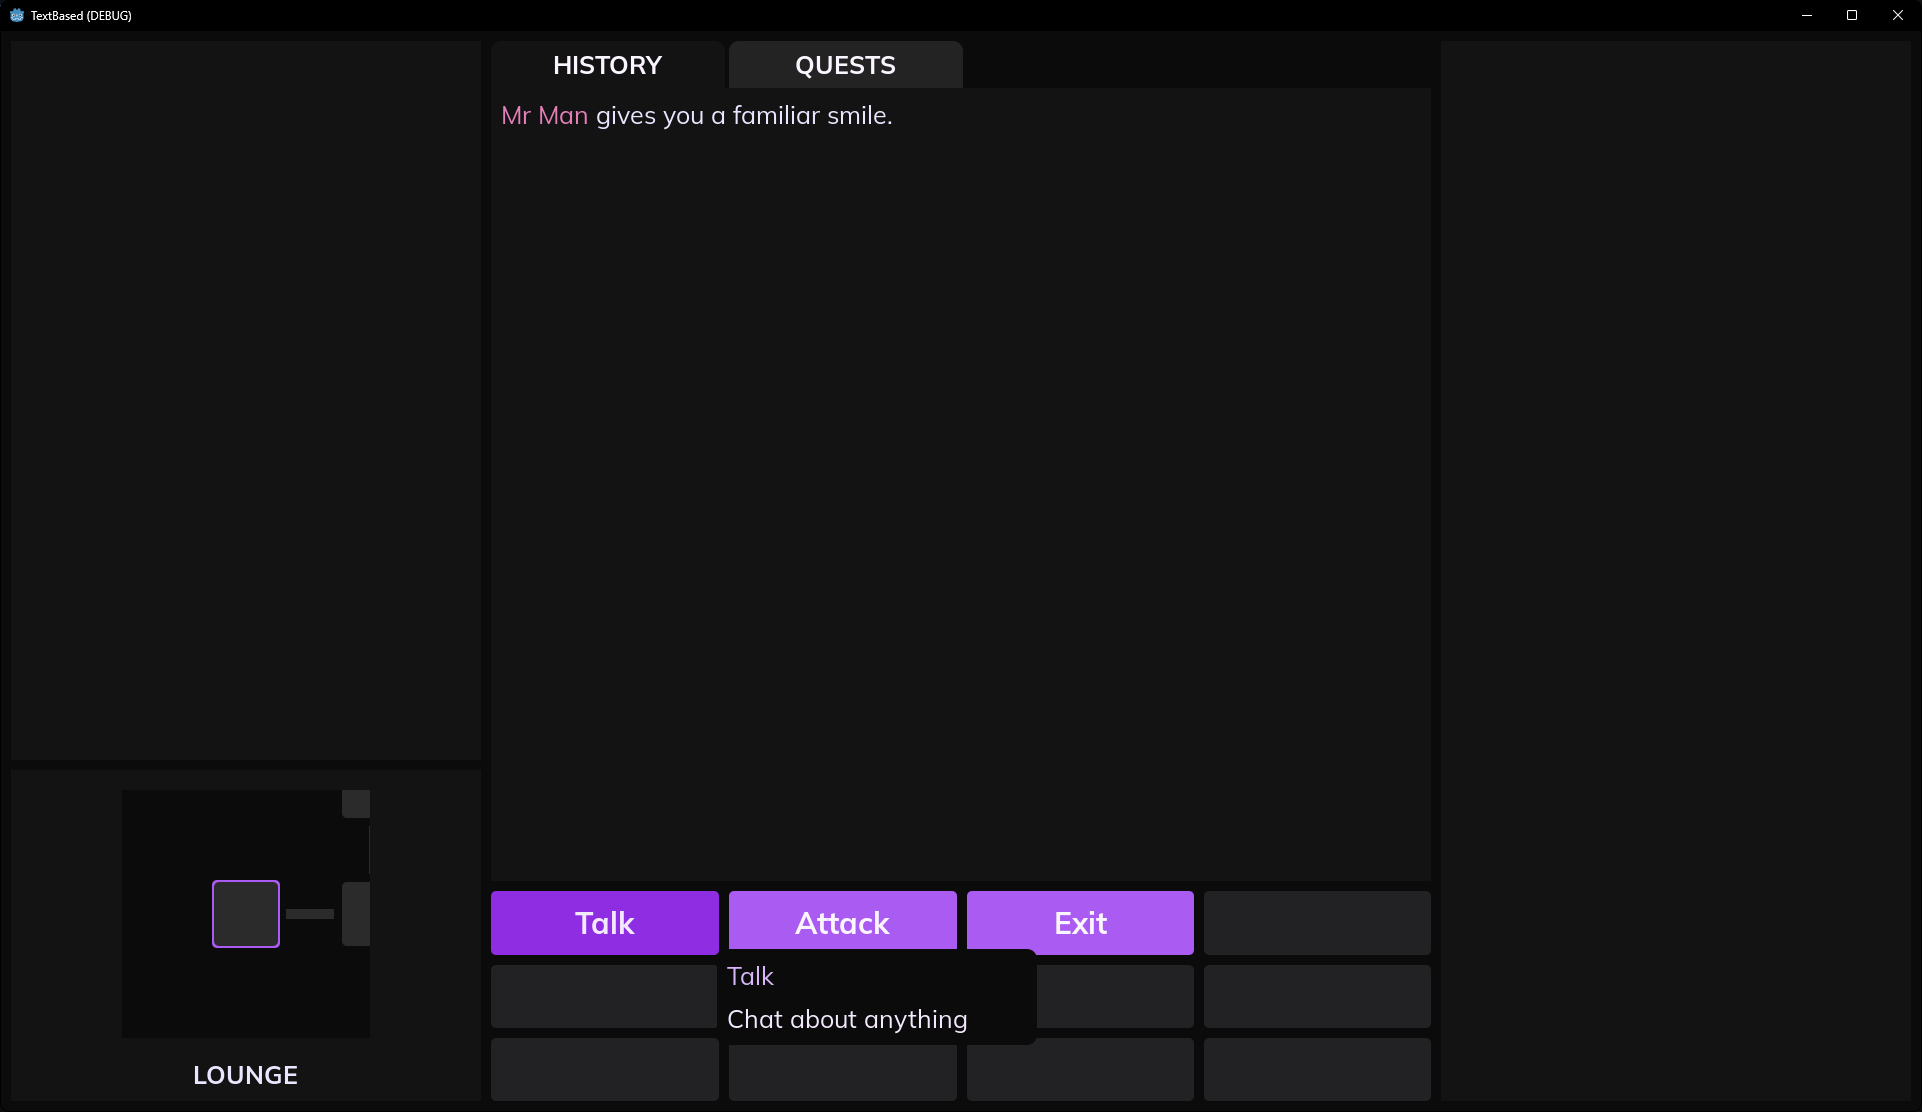 TextBased (DEBUG)
HISTORY
QUESTS
Mr Man gives you a familiar smile.
Talk
Attack
Exit
Talk
Chat about anything
LOUNGE